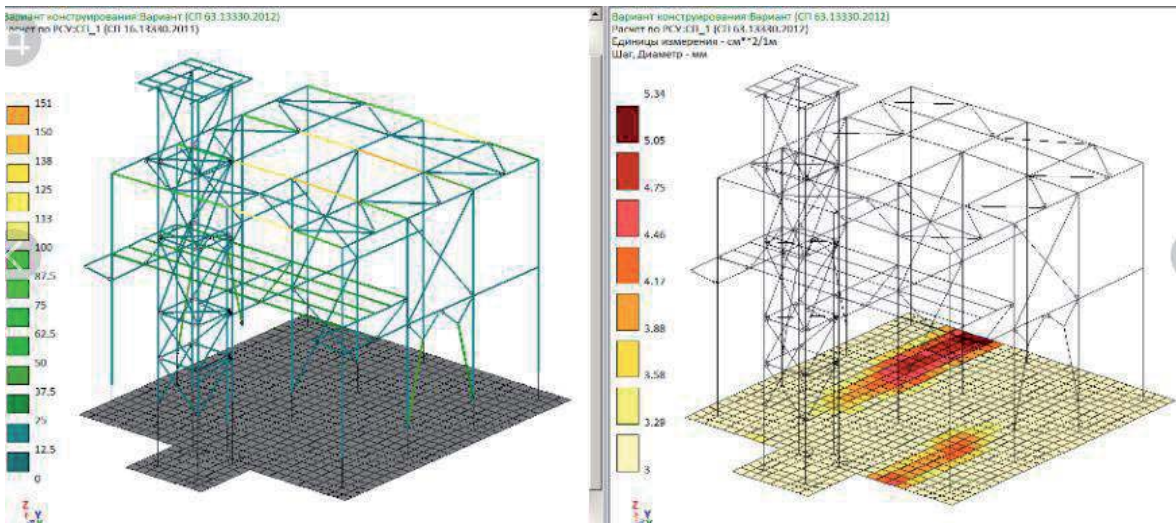 Вариант конструирования:Вариант (СП 63.13330.2012)
Расчет по РСУ:СП_1 (СП 16.13330.2011)
151
150
138
125
113
100
87.5
75
62.5
50
37.5
25
12.5
0
Z
Y
Вариант конструирования:Вариант (СП 63.13330.2012)
Расчет по РСУ:СП_1 (СП 63.13330.2012)
Единицы измерения - см**2/1м
Шаг, Диаметр - мм
5.34
5.05
4.75
4.46
4.17
3.88
3.58
3.29
3
Z
Y